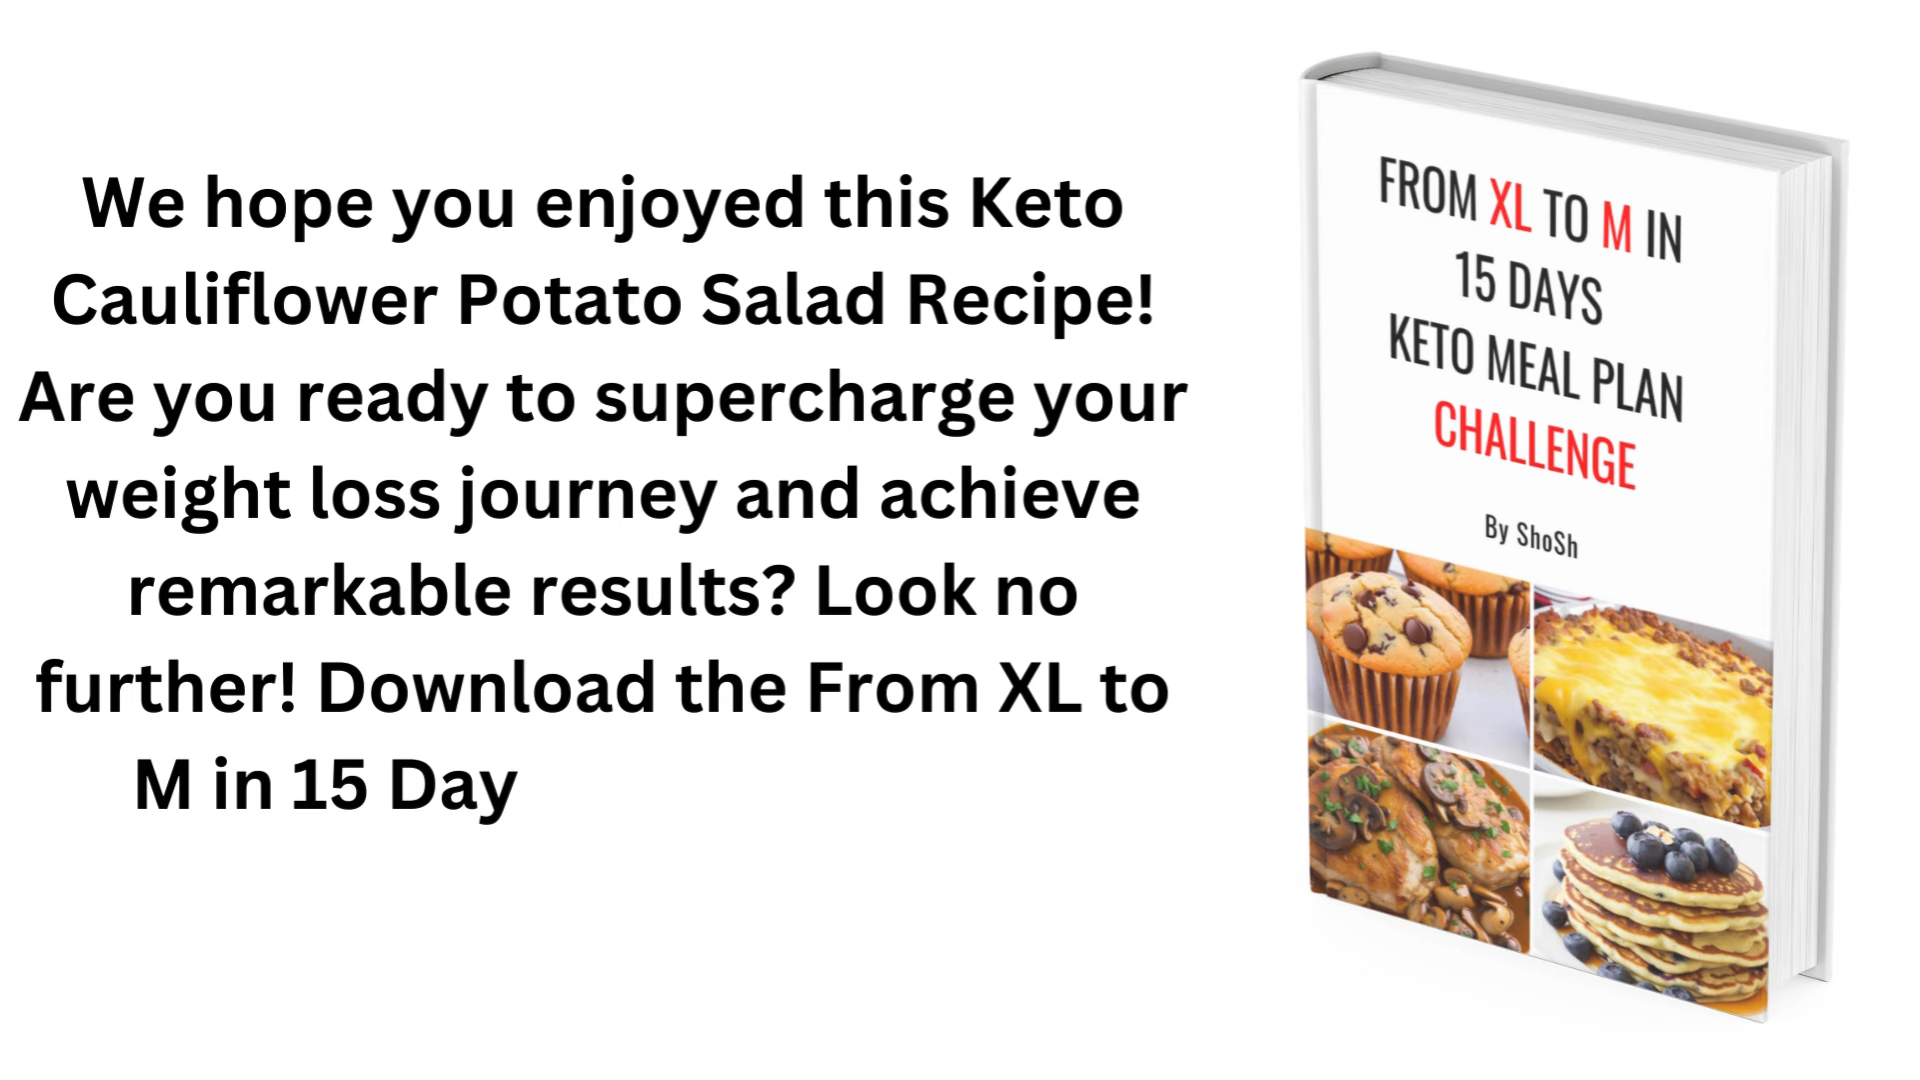 We hope you enjoyed this Keto
Cauliflower Potato Salad Recipe!
Are you ready to supercharge your
weight loss journey and achieve
remarkable results? Look no
further! Download the From XL to
M in 15 Day
FROM XL TO M IN
15 DAYS
KETO MEAL PLAN
CHALLENGE
By ShoSh